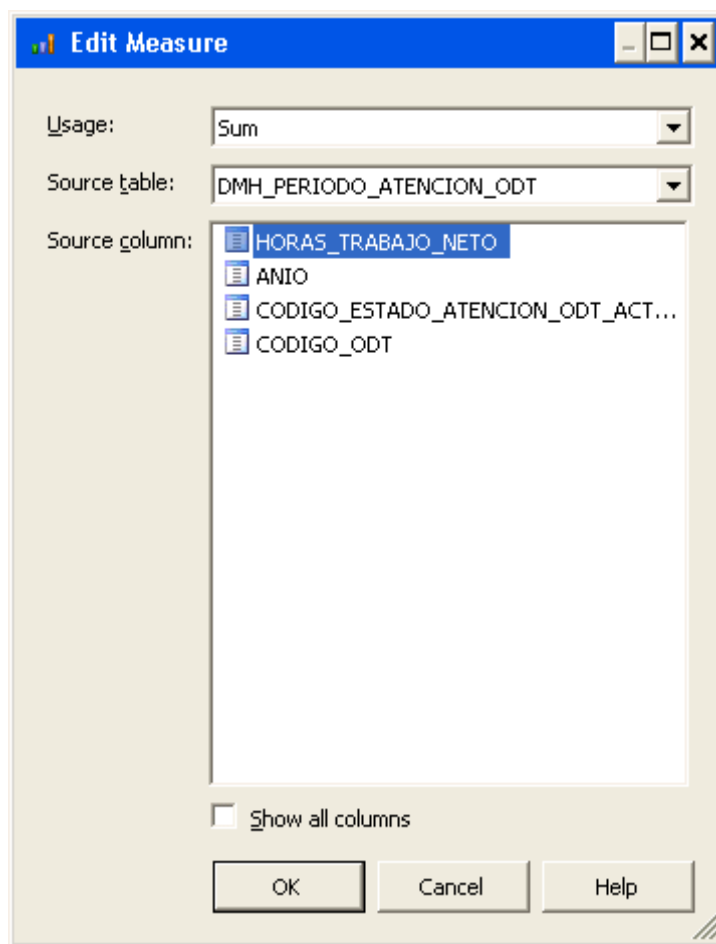 Edit Measure
Usage: Sum
Source table: DMH_PERIODO_ATENCION_ODT
Source column: HORAS_TRABAJO_NETO
ANIO
CODIGO_ESTADO_ATENCION_ODT_ACT...
CODIGO_ODT
Show all columns
OK Cancel Help